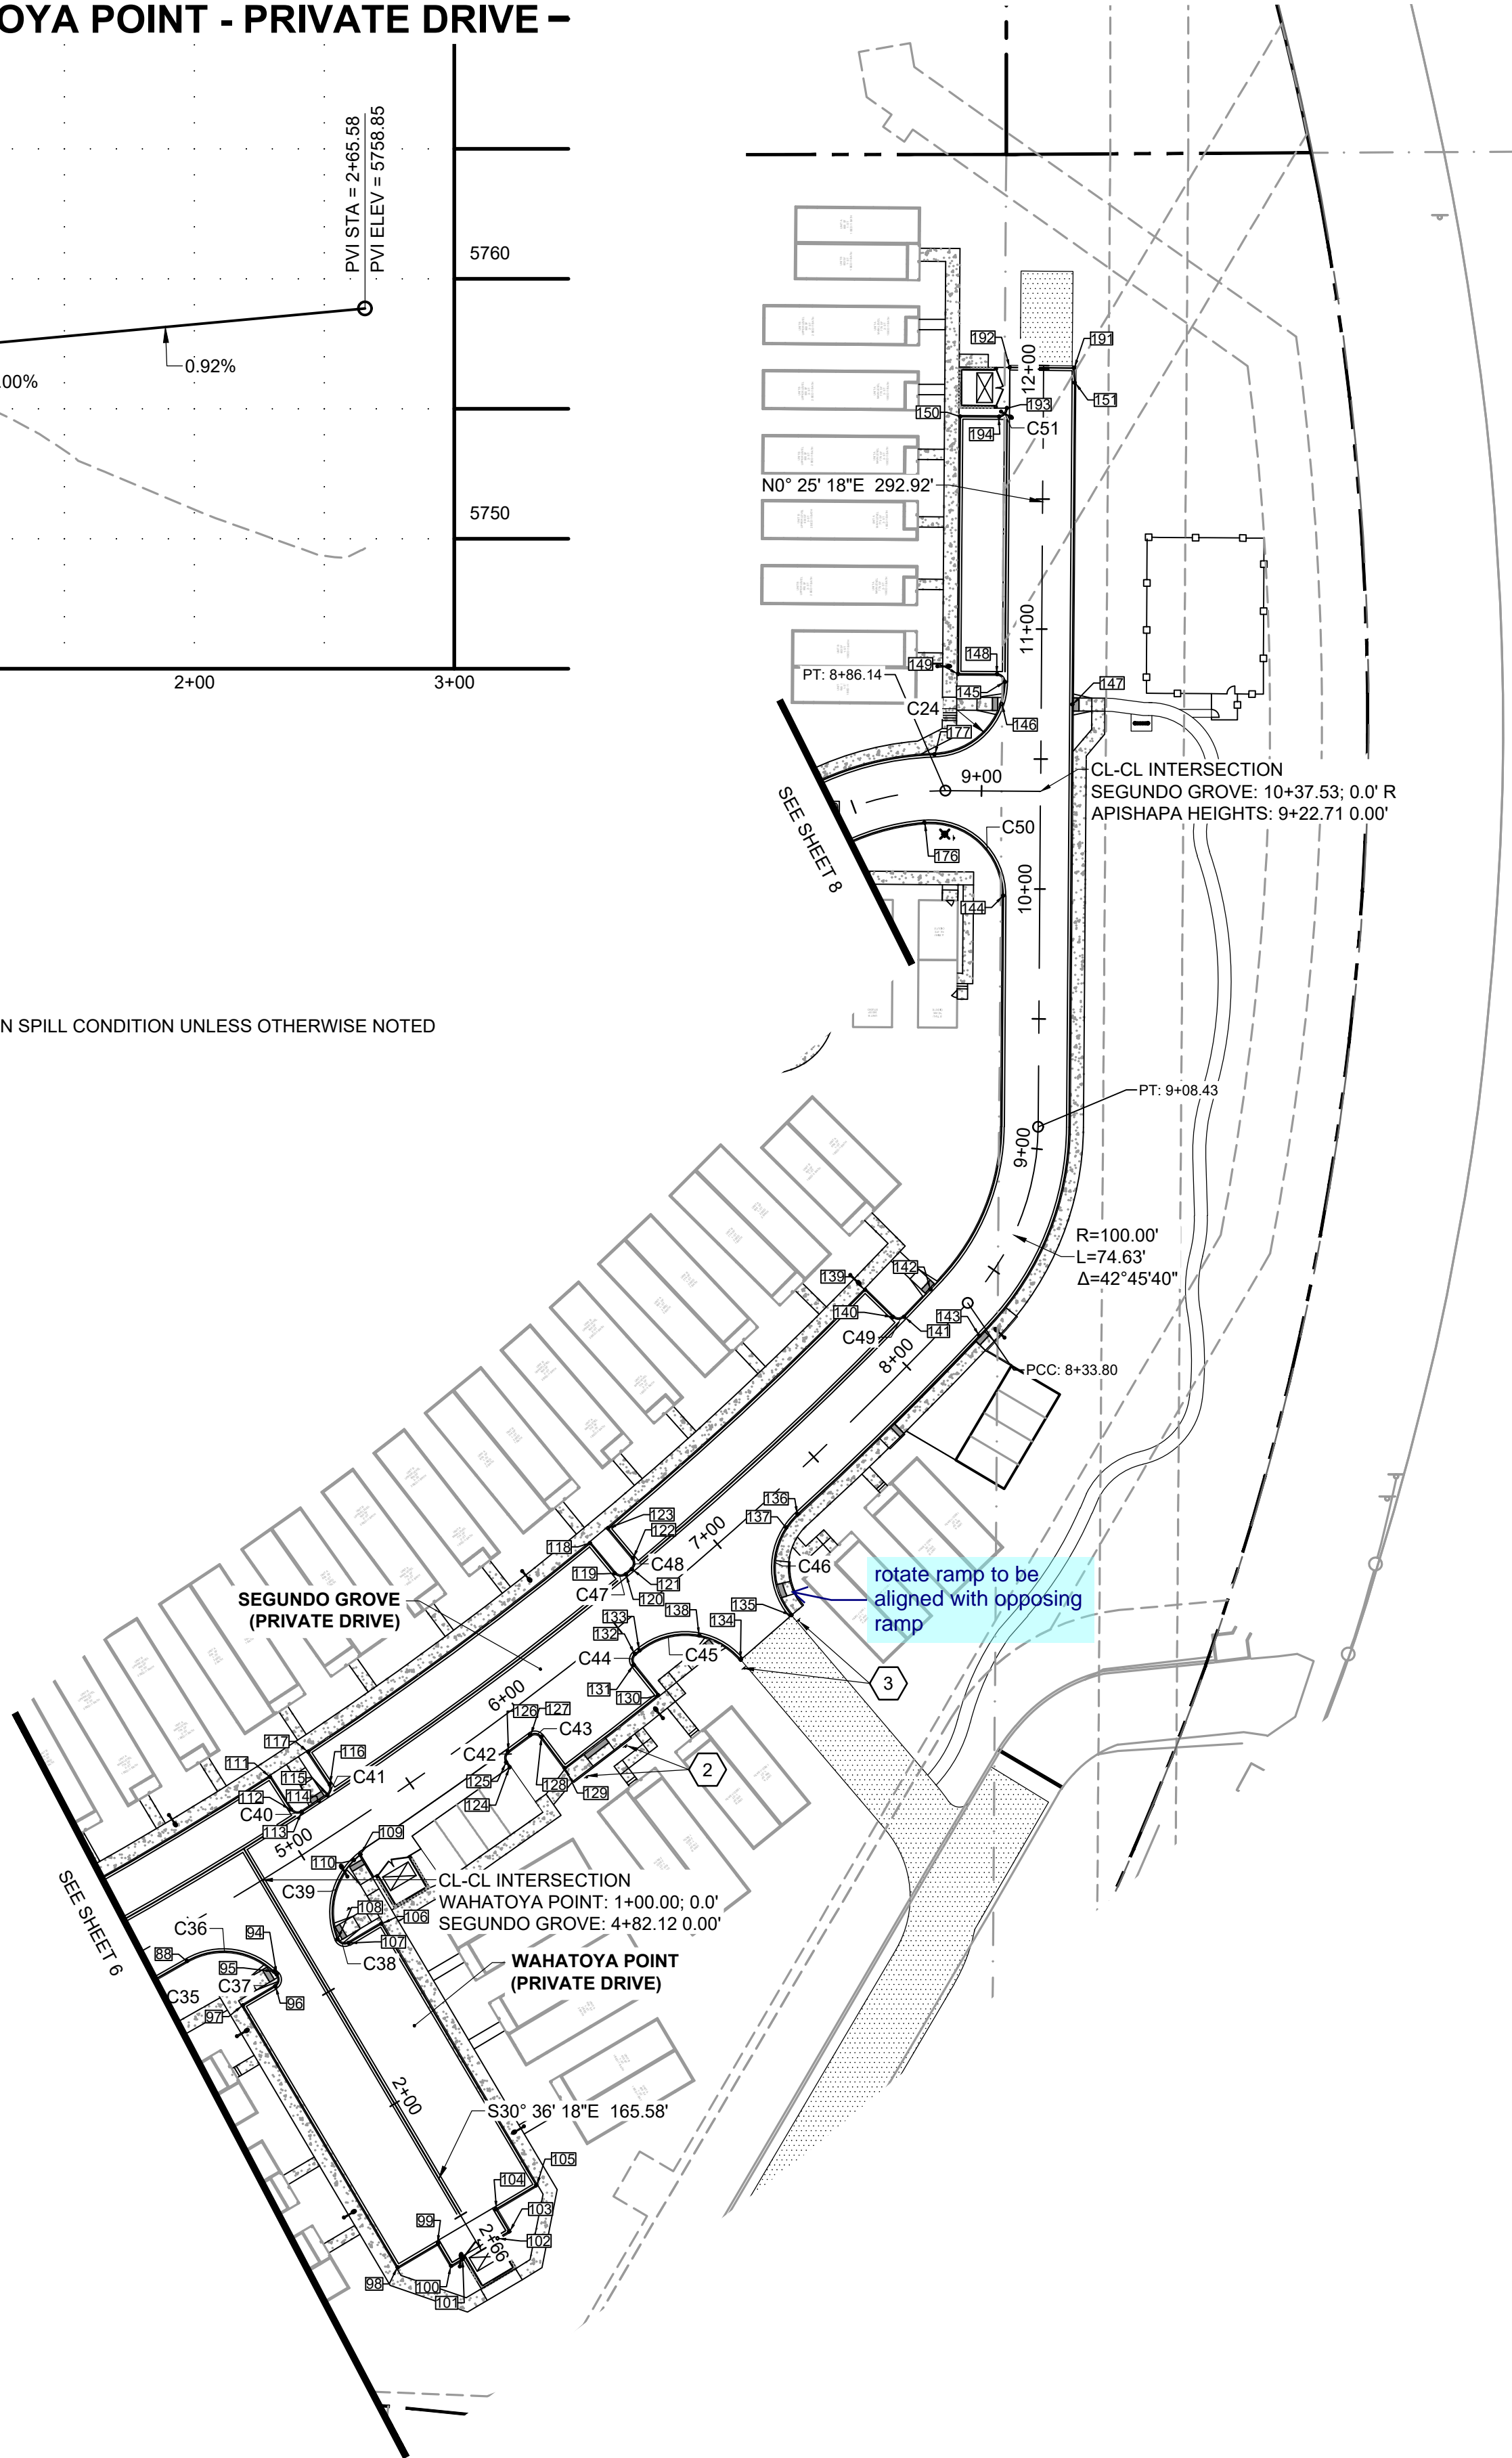 OYA POINT - PRIVATE DRIVE
PVI STA = 2+65.58
PVI ELEV = 5758.85
5760
0.92%
.00%
5750
2+00
3+00
N SPILL CONDITION UNLESS OTHERWISE NOTED
192
191
12+00
151
193
150
C51
194
N0° 25' 18"E 292.92'
11+00
148
149
PT: 8+86.14
145
147
C24
146
177
CL-CL INTERSECTION
SEGUNDO GROVE: 10+37.53; 0.0' R
APISHAPA HEIGHTS: 9+22.71 0.00'
9+00
SEE SHEET 8
C50
176
10+00
144
PT: 9+08.43
9+00
R=100.00'
L=74.63'
Δ=42°45'40"
142
139
140
143
141
C49
8+00
PCC: 8+33.80
136
123
137
122
7+00
118
C48
C46
119
121
C47
120
rotate ramp to be
aligned with opposing
ramp
SEGUNDO GROVE
(PRIVATE DRIVE)
135
138
133
134
132
C44
C45
3
131
130
6+00
126
127
C43
117
116
C42
111
115
C41
2
125
128
112
114
129
C40
124
113
5+00
109
110
CL-CL INTERSECTION
WAHATOYA POINT: 1+00.00; 0.0'
SEGUNDO GROVE: 4+82.12 0.00'
C39
108
106
SEE SHEET 6
C36
94
107
88
WAHATOYA POINT
(PRIVATE DRIVE)
C38
95
C37
C35
96
97
2+00
S30° 36' 18"E 165.58'
105
104
103
99
102
2+66
98
100
101